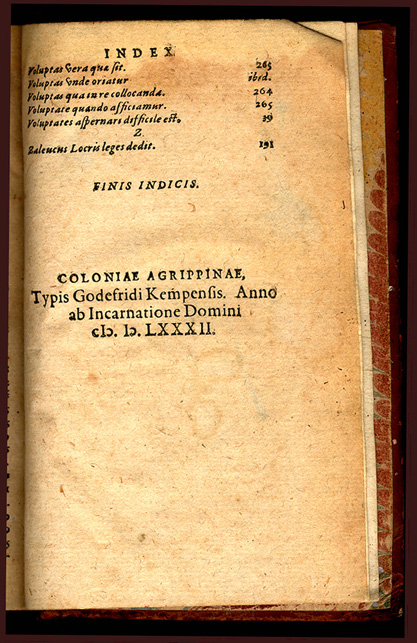 INDEX
Voluptas vera quæ sit. 265
Voluptas vnde oriatur ibid.
Voluptas qua in re collocanda. 264
Voluptate quando afficiamur. 265
Voluptates aspernari difficile est. 39
Z.
Zaleucus Locris leges dedit. 191
FINIS INDICIS.
COLONIAE AGRIPPINAE,
Typis Godefridi Kempensis. Anno
ab Incarnatione Domini
cIↃ. IↃ. LXXXII.